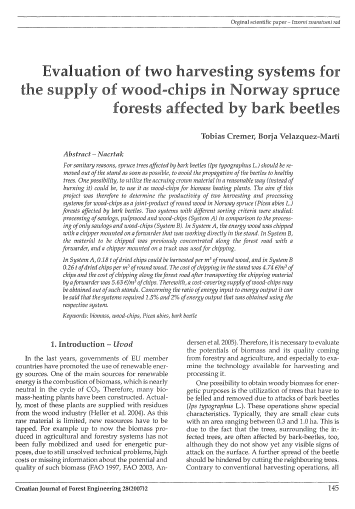 Original scientific paper – Izvorni znanstveni rad
Evaluation of two harvesting systems for
the supply of wood-chips in Norway spruce
forests affected by bark beetles
Tobias Cremer, Borja Velazquez-Marti
Abstract – Nacrtak
For sanitary reasons, spruce trees affected by bark beetles (Ips typographus L.) should be re-
moved out of the stand as soon as possible, to avoid the propagation of the beetles to healthy
trees. One possibility, to utilize the accruing crown material in a reasonable way (instead of
burning it) could be, to use it as wood-chips for biomass heating plants. The aim of this
project was therefore to determine the productivity of two harvesting and processing
systems for wood-chips as a joint-product of round wood in Norway spruce (Picea abies L.)
forests affected by bark beetles. Two systems with different sorting criteria were studied:
processing of sawlogs, pulpwood and wood-chips (System A) in comparison to the process-
ing of only sawlogs and wood-chips (System B). In System A, the energy wood was chipped
with a chipper mounted on a forwarder that was working directly in the stand. In System B,
the material to be chipped was previously concentrated along the forest road with a
forwarder, and a chipper mounted on a truck was used for chipping.
In System A, 0.18 t of dried chips could be harvested per m³ of round wood, and in System B
0.26 t of dried chips per m³ of round wood. The cost of chipping in the stand was 4.74 €/m³ of
chips and the cost of chipping along the forest road after transporting the chipping material
by a forwarder was 5.63 €/m³ of chips. Therewith, a cost-covering supply of wood-chips may
be obtained out of such stands. Concerning the ratio of energy input to energy output it can
be said that the systems required 1.5% and 2% of energy output that was obtained using the
respective system.
Keywords: biomass, wood-chips, Picea abies, bark beetle
1. Introduction – Uvod
In the last years, governments of EU member
countries have promoted the use of renewable ener-
gy sources. One of the main sources for renewable
energy is the combustion of biomass, which is nearly
neutral in the cycle of CO₂. Therefore, many bio-
mass-heating plants have been constructed. Actual-
ly, most of these plants are supplied with residues
from the wood industry (Heller et al. 2004). As this
raw material is limited, new resources have to be
tapped. For example up to now the biomass pro-
duced in agricultural and forestry systems has not
been fully mobilized and used for energetic pur-
poses, due to still unsolved technical problems, high
costs or missing information about the potential and
quality of such biomass (FAO 1997, FAO 2003, An-
dersen et al. 2005). Therefore, it is necessary to evaluate
the potentials of biomass and its quality coming
from forestry and agriculture, and especially to exa-
mine the technology available for harvesting and
processing it.
One possibility to obtain woody biomass for ener-
getic purposes is the utilization of trees that have to
be felled and removed due to attacks of bark beetles
(Ips typographus L.). These operations show special
characteristics. Typically, they are small clear cuts
with an area ranging between 0.3 and 1.0 ha. This is
due to the fact that the trees, surrounding the in-
fected trees, are often affected by bark-beetles, too,
although they do not show yet any visible signs of
attack on the surface. A further spread of the beetle
should be hindered by cutting the neighbouring trees.
Contrary to conventional harvesting operations, all
Croatian Journal of Forest Engineering 28(2007)2
145